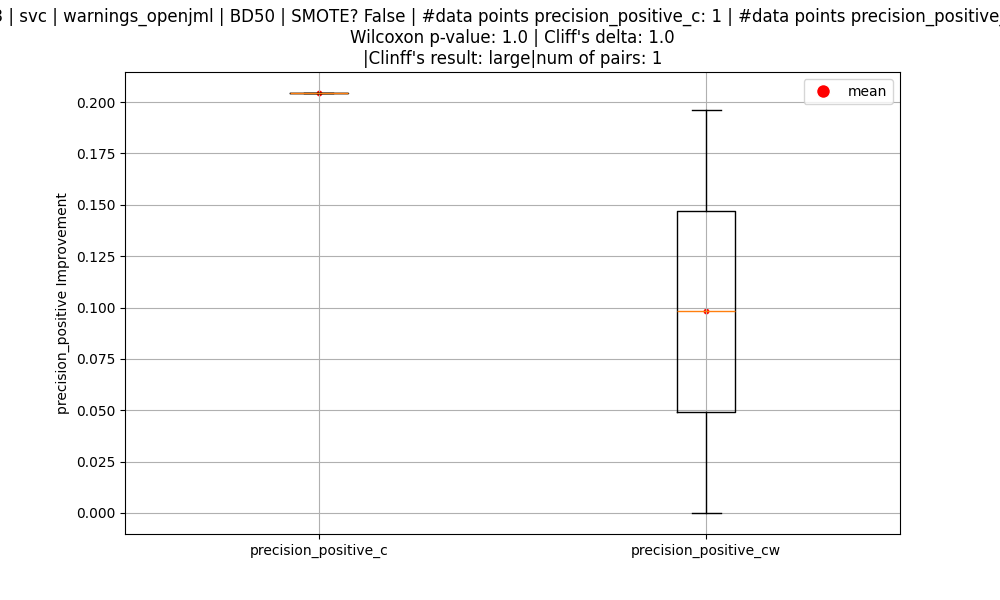 | svc | warnings_openjml | BD50 | SMOTE? False | #data points precision_positive_c: 1 | #data points precision_positive_
Wilcoxon p-value: 1.0 | Cliff's delta: 1.0
|Clinff's result: large|num of pairs: 1
mean
0.200
0.175
0.150
0.125
0.100
0.075
0.050
0.025
0.000
precision_positive Improvement
precision_positive_c
precision_positive_cw